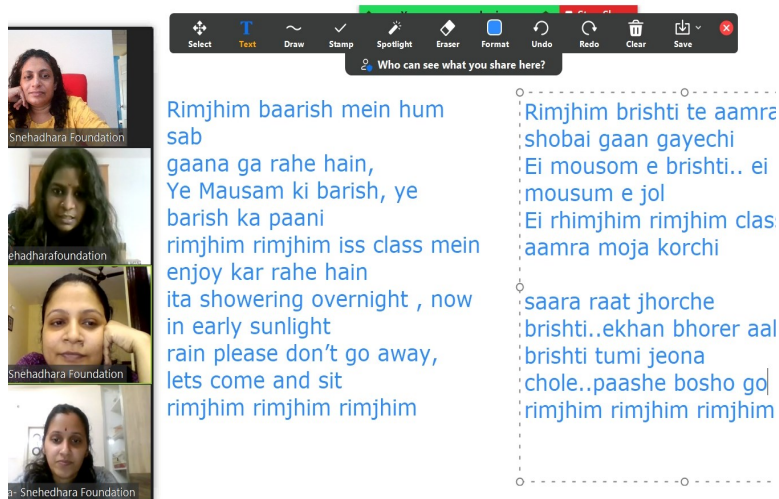 Select
Text
Draw
Stamp
Spotlight
Eraser
Format
Undo
Redo
Clear
Save
Who can see what you share here?
Snehadhara Foundation
ehadharafoundation
Snehadhara Foundation
a- Snehedhara Foundation
Rimjhim baarish mein hum
sab
gaana ga rahe hain,
Ye Mausam ki barish, ye
barish ka paani
rimjhim rimjhim iss class mein
enjoy kar rahe hain
ita showering overnight , now
in early sunlight
rain please don't go away,
lets come and sit
rimjhim rimjhim rimjhim
Rimjhim brishti te aamra
shobai gaan gayechi
Ei mousom e brishti.. ei
mousum e jol
Ei rhimjhim rimjhim clas
aamra moja korchi
saara raat jhorche
brishti..ekhan bhorer aal
brishti tumi jeona
chole..paashe bosho go
rimjhim rimjhim rimjhim